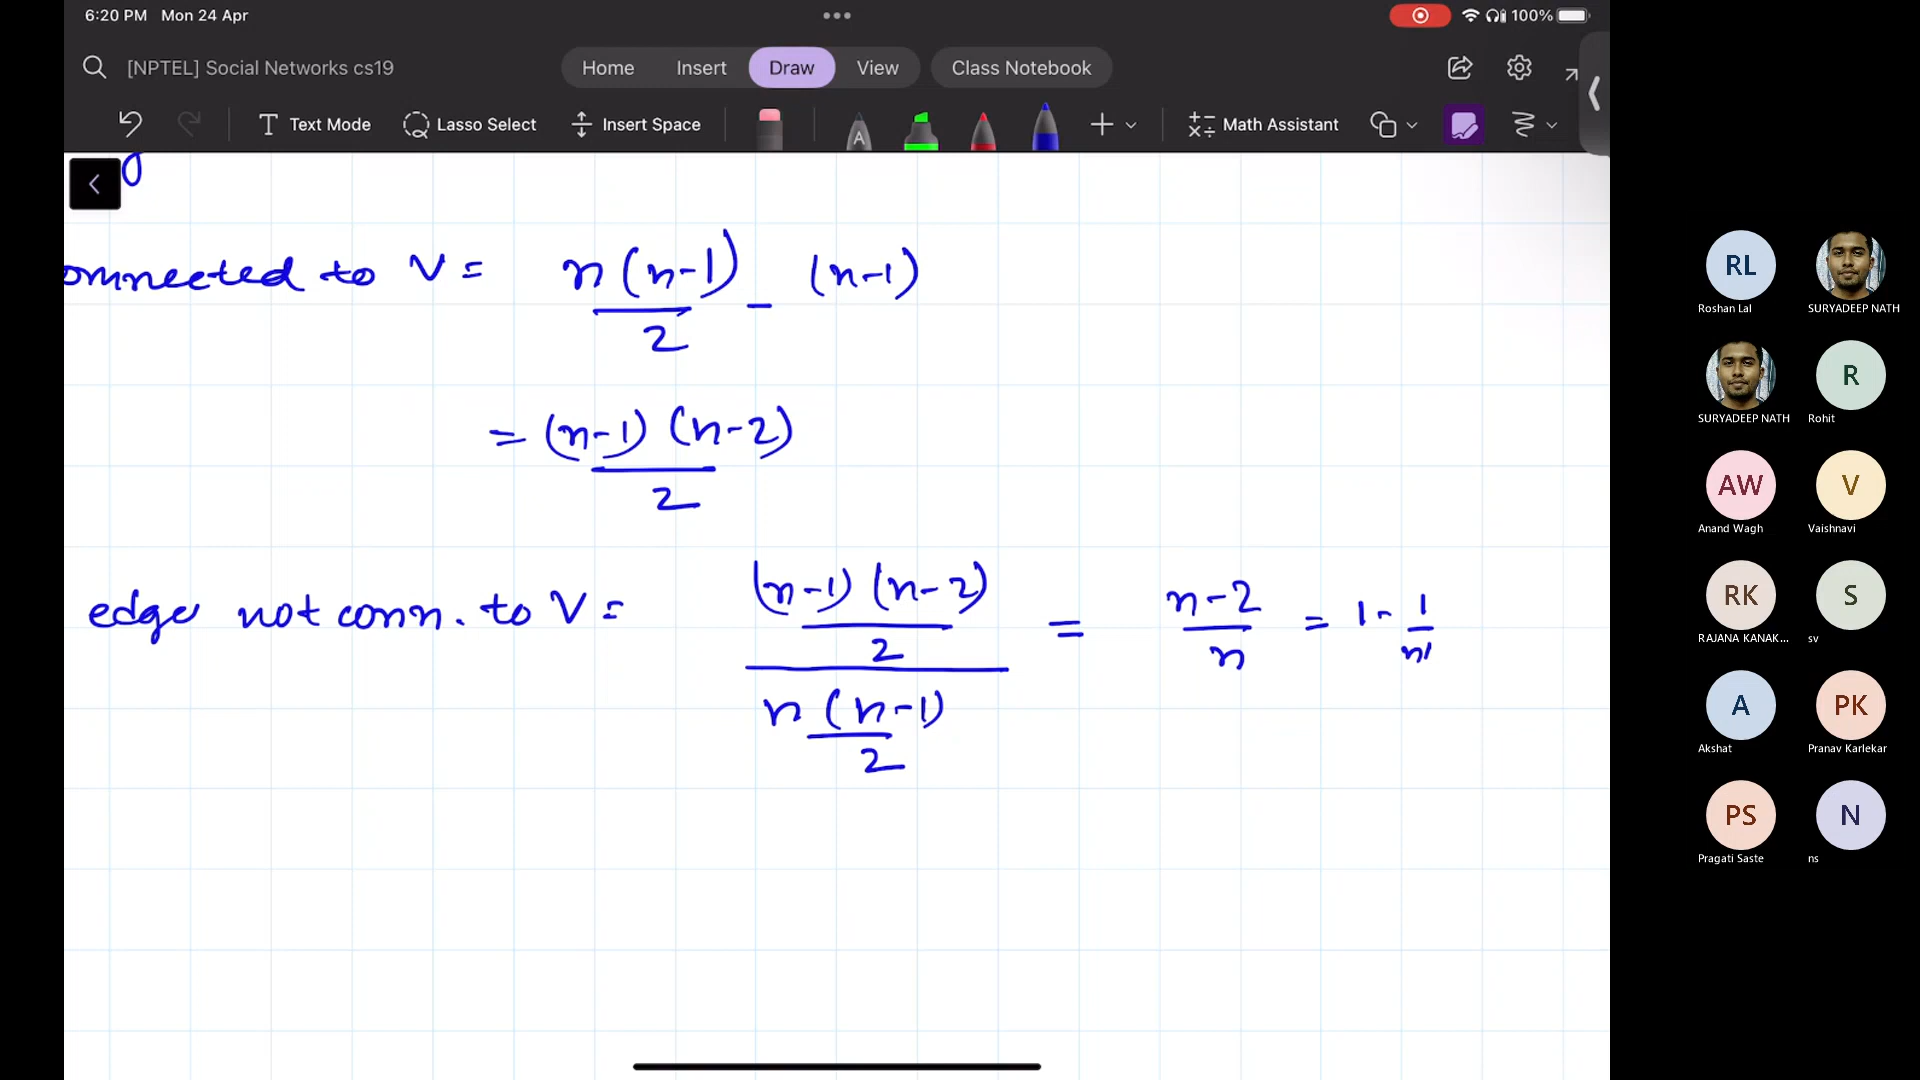 6:20 PM Mon 24 Apr
100%
[NPTEL] Social Networks cs19
Home Insert Draw View Class Notebook
Text Mode Lasso Select Insert Space A Math Assistant
onnected to V = n(n-1)/2 - (n-1)
= (n-1)(n-2)/2
edge not conn. to V = ((n-1)(n-2)/2)/(n(n-1)/2) = n-2/n = 1 - 1/n
RL
Roshan Lal
SURYADEEP NATH
SURYADEEP NATH
R
Rohit
AW
Anand Wagh
V
Vaishnavi
RK
RAJANA KANAK...
S
sv
A
Akshat
PK
Pranav Karlekar
PS
Pragati Saste
N
ns